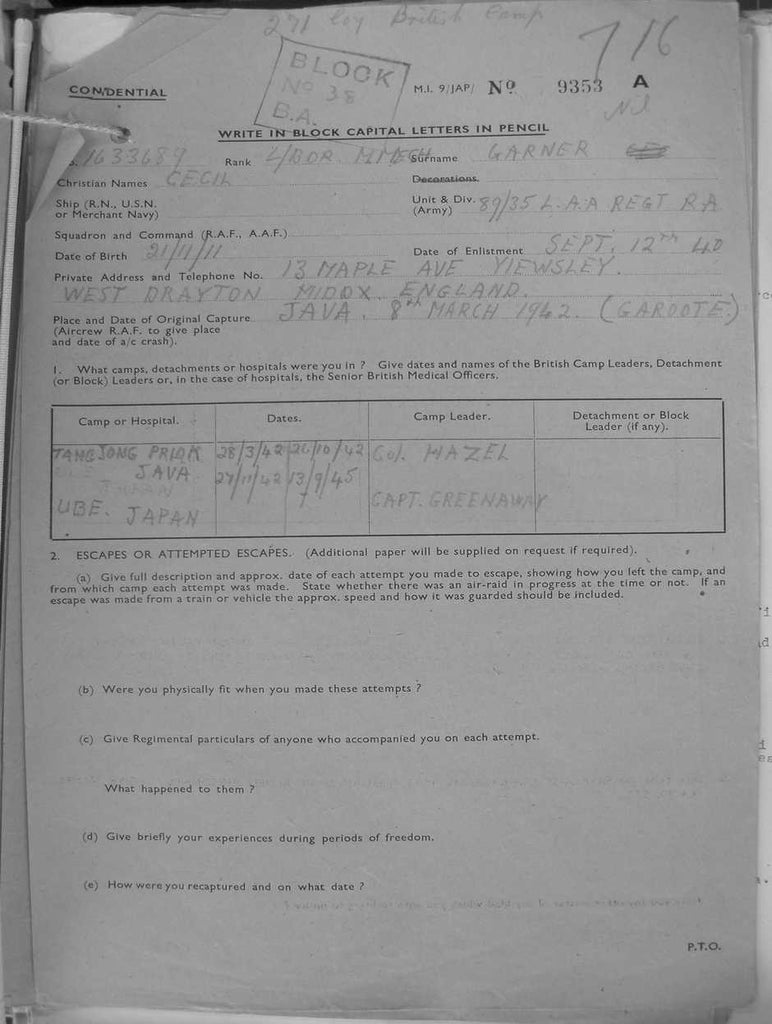 271 Coy British Camp
7/16
BLOCK
No 38
B.A.
CONFIDENTIAL
M.I. 9/JAP/ No 9353 A
Nil
WRITE IN BLOCK CAPITAL LETTERS IN PENCIL
1633689 Rank L/BDR. Surname GARNER
Christian Names CECIL Decorations.
Ship (R.N., U.S.N. or Merchant Navy)
Unit & Div. (Army) 89/35 L.A.A REGT RA
Squadron and Command (R.A.F., A.A.F.)
Date of Birth 21/11/11 Date of Enlistment SEPT. 12TH 40
Private Address and Telephone No. 13 MAPLE AVE YIEWSLEY.
WEST DRAYTON MIDDX. ENGLAND.
Place and Date of Original Capture JAVA. 8TH MARCH 1942. (GAROOTE.)
(Aircrew R.A.F. to give place
and date of a/c crash).
1. What camps, detachments or hospitals were you in ? Give dates and names of the British Camp Leaders, Detachment
(or Block) Leaders or, in the case of hospitals, the Senior British Medical Officers.
Camp or Hospital. Dates. Camp Leader. Detachment or Block
Leader (if any).
TANGJONG PRIOK 28/3/42 26/10/42 Col. HAZEL
JAVA 27/11/42 13/9/45
UBE. JAPAN CAPT. GREENAWAY
2. ESCAPES OR ATTEMPTED ESCAPES. (Additional paper will be supplied on request if required).
(a) Give full description and approx. date of each attempt you made to escape, showing how you left the camp, and
from which camp each attempt was made. State whether there was an air-raid in progress at the time or not. If an
escape was made from a train or vehicle the approx. speed and how it was guarded should be included.
(b) Were you physically fit when you made these attempts ?
(c) Give Regimental particulars of anyone who accompanied you on each attempt.
What happened to them ?
(d) Give briefly your experiences during periods of freedom.
(e) How were you recaptured and on what date ?
P.T.O.